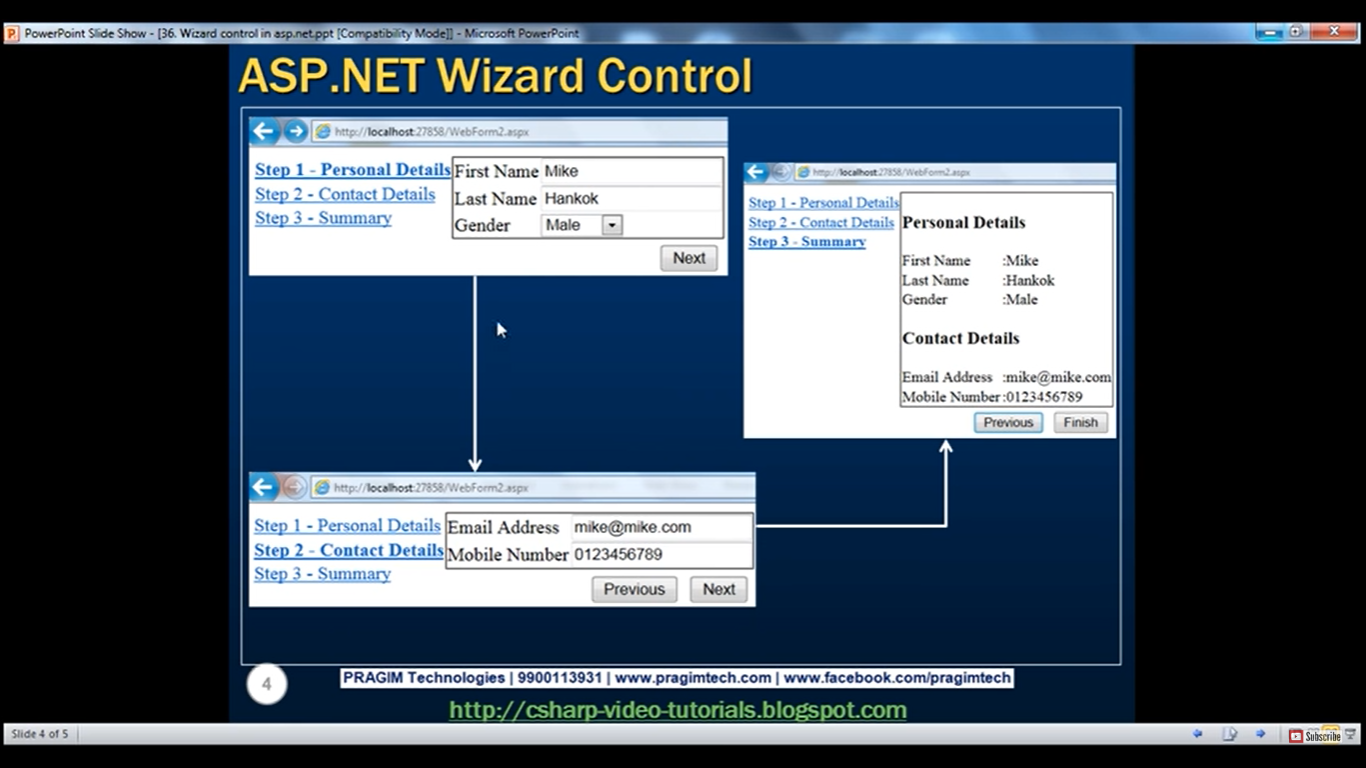 PowerPoint Slide Show - [36. Wizard control in asp.net.ppt [Compatibility Mode]] - Microsoft PowerPoint
ASP.NET Wizard Control
http://localhost:27858/WebForm2.aspx
Step 1 - Personal Details
Step 2 - Contact Details
Step 3 - Summary
First Name Mike
Last Name Hankok
Gender Male
Next
http://localhost:27858/WebForm2.aspx
Step 1 - Personal Details
Step 2 - Contact Details
Step 3 - Summary
Personal Details
First Name :Mike
Last Name :Hankok
Gender :Male
Contact Details
Email Address :mike@mike.com
Mobile Number :0123456789
Previous Finish
http://localhost:27858/WebForm2.aspx
Step 1 - Personal Details
Step 2 - Contact Details
Step 3 - Summary
Email Address mike@mike.com
Mobile Number 0123456789
Previous Next
4
PRAGIM Technologies | 9900113931 | www.pragimtech.com | www.facebook.com/pragimtech
http://csharp-video-tutorials.blogspot.com
Slide 4 of 5
Subscribe